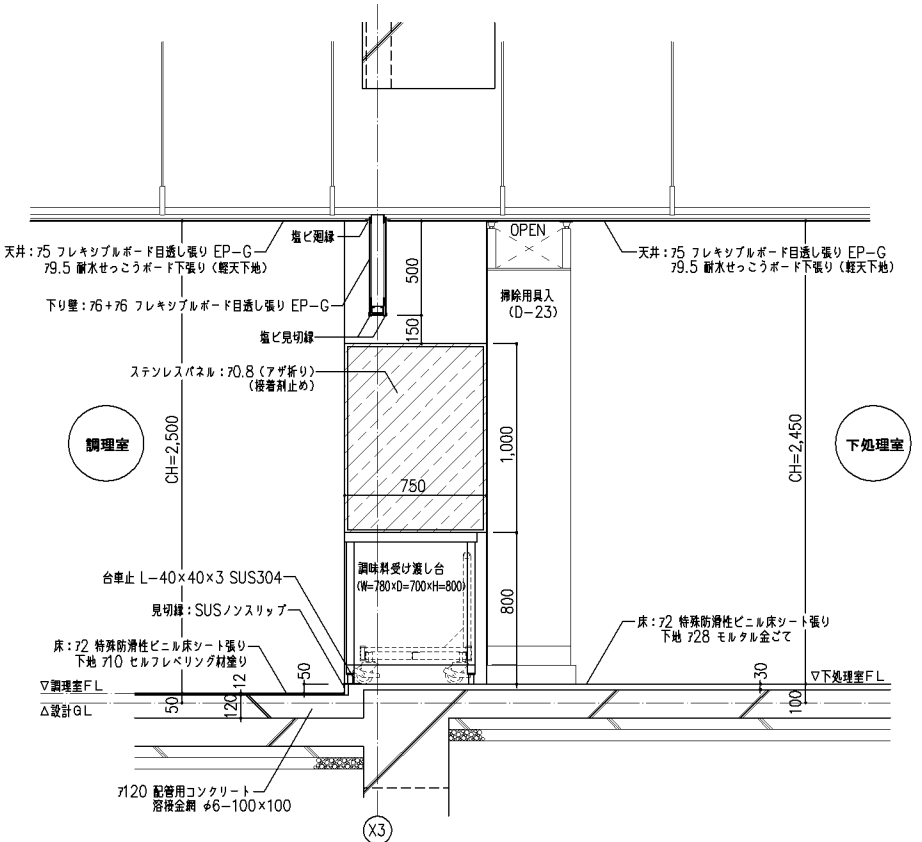 OPEN
塩ビ廻縁
天井：ｱ5 フレキシブルボード目透し張り EP-G
ｱ9.5 耐水せっこうボード下張り（軽天下地）
天井：ｱ5 フレキシブルボード目透し張り EP-G
ｱ9.5 耐水せっこうボード下張り（軽天下地）
500
掃除用具入
(D-23)
下り壁：ｱ6+ｱ6 フレキシブルボード目透し張り EP-G
塩ビ見切縁
150
ステンレスパネル：ｱ0.8（アザ折り）
（接着剤止め）
調理室
CH=2,500
1,000
CH=2,450
下処理室
750
調味料受け渡し台
(W=780×D=700×H=800)
台車止 L-40×40×3 SUS304
800
見切縁：SUSノンスリップ
床：ｱ2 特殊防滑性ビニル床シート張り
下地 ｱ10 セルフレベリング材塗り
床：ｱ2 特殊防滑性ビニル床シート張り
下地 ｱ28 モルタル金ごて
▽調理室FL
12
50
30
▽下処理室FL
△設計GL
50
120
100
ｱ120 配管用コンクリート
溶接金網 φ6-100×100
X3